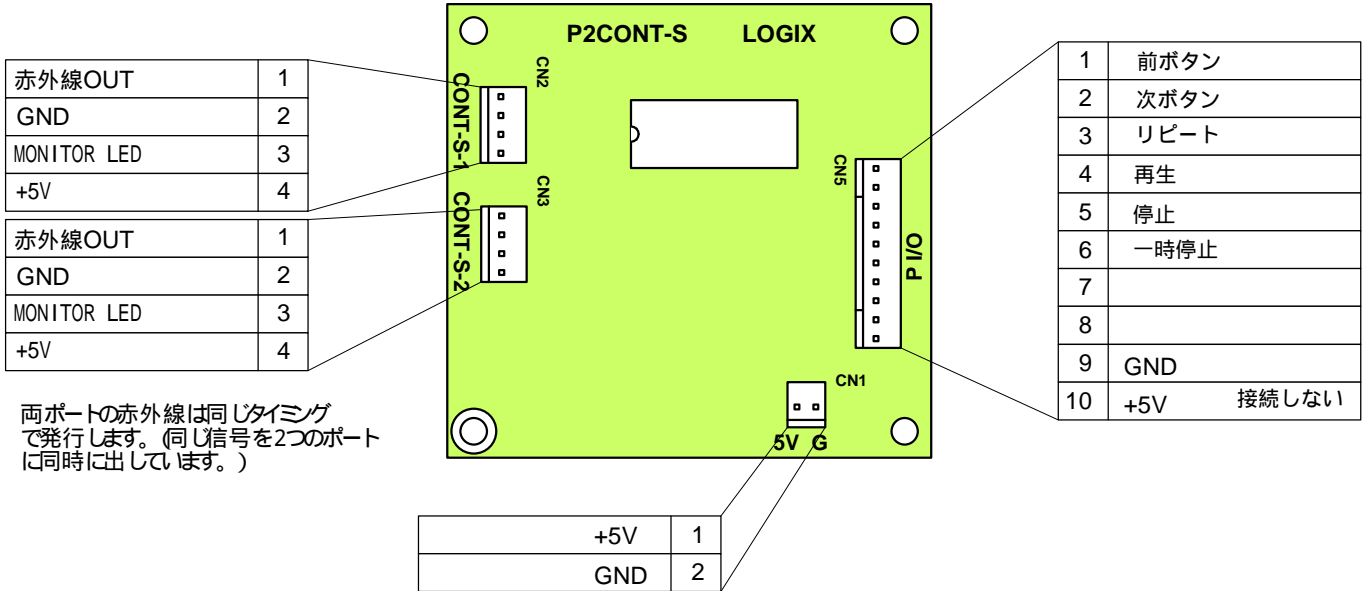 P2CONT-S LOGIX
赤外線OUT 1
GND 2
MONITOR LED 3
+5V 4
CN2
CONT-S-1
赤外線OUT 1
GND 2
MONITOR LED 3
+5V 4
CN3
CONT-S-2
両ポートの赤外線は同じタイミング
で発行します。(同じ信号を2つのポート
に同時に出しています。)
CN5
P I/O
1 前ボタン
2 次ボタン
3 リピート
4 再生
5 停止
6 一時停止
7
8
9 GND
10 +5V 接続しない
CN1
5V G
+5V 1
GND 2